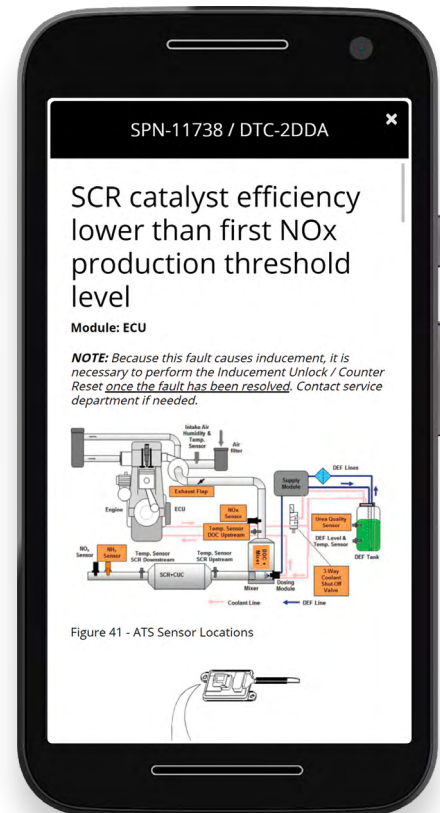 SPN-11738 / DTC-2DDA
×
SCR catalyst efficiency
lower than first NOx
production threshold
level
Module: ECU
NOTE: Because this fault causes inducement, it is
necessary to perform the Inducement Unlock / Counter
Reset once the fault has been resolved. Contact service
department if needed.
Intake Air
Humidity &
Temp.
Sensor
Air
filter
DEF Lines
Supply
Module
Exhaust Flap
Engine
ECU
NOx
Sensor
Temp. Sensor
DOC Upstream
Urea Quality
Sensor
DEF Level &
Temp. Sensor
DEF Tank
NOx
Sensor
NH3
Sensor
Temp. Sensor
SCR Downstream
Temp. Sensor
SCR Upstream
SCR+CUC
Mixer
Dosing
Module
3-Way
Coolant
Shut Off
Valve
Coolant Line
DEF Line
Figure 41 - ATS Sensor Locations